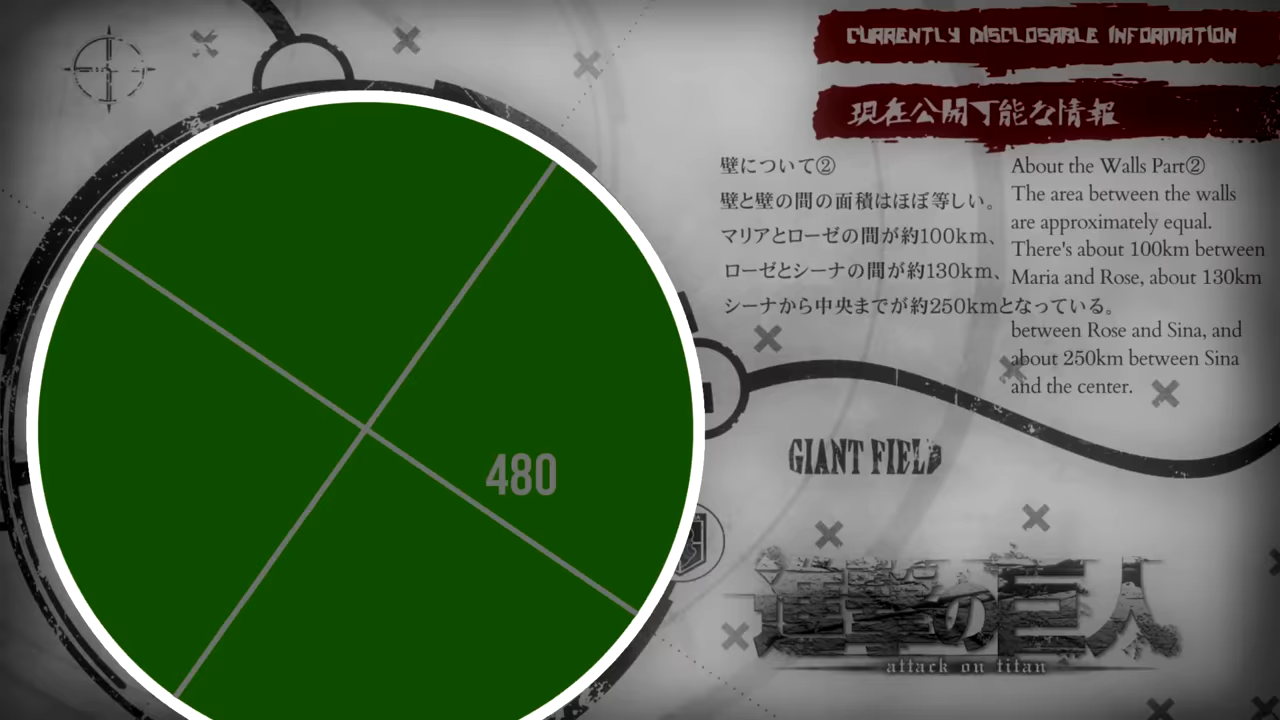 CURRENTLY DISCLOSABLE INFORMATION
現在公開可能な情報
壁について②
壁と壁の間の面積はほぼ等しい。
マリアとローゼの間が約100km、
ローゼとシーナの間が約130km、
シーナから中央までが約250kmとなっている。
About the Walls Part②
The area between the walls
are approximately equal.
There's about 100km between
Maria and Rose, about 130km
between Rose and Sina, and
about 250km between Sina
and the center.
480
GIANT FIELD
進撃の巨人
attack on titan